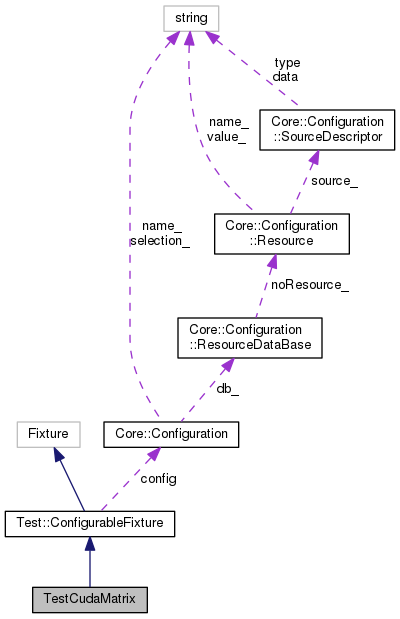 string
type
data
Core::Configuration
::SourceDescriptor
name_
value_
source_
Core::Configuration
::Resource
name_
selection_
noResource_
Core::Configuration
::ResourceDataBase
db_
Fixture
Core::Configuration
config
Test::ConfigurableFixture
TestCudaMatrix